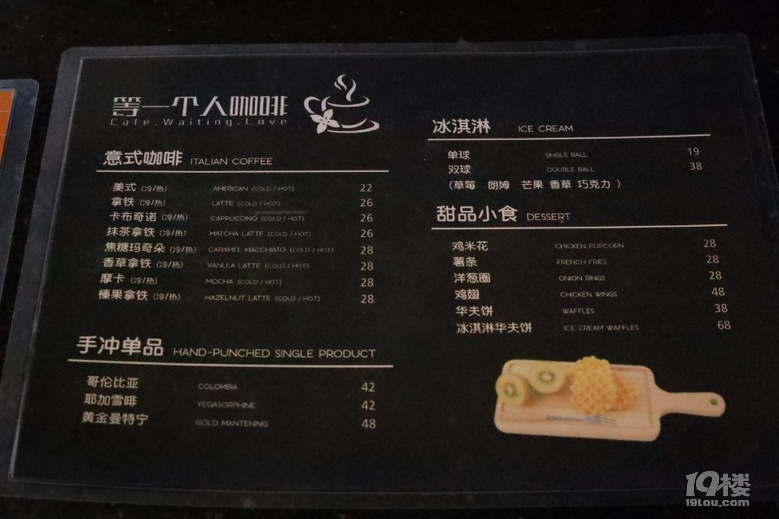 等一个人咖啡
Café.Waiting.Love
意式咖啡 ITALIAN COFFEE
美式 (冷/热) AMERICAN (COLD / HOT) 22
拿铁 (冷/热) LATTE (COLD / HOT) 26
卡布奇诺 (冷/热) CAPPUCCINO (COLD / HOT) 26
抹茶拿铁 (冷/热) MATCHA LATTE (COLD / HOT) 26
焦糖玛奇朵 (冷/热) CARAMEL MACCHIATO (COLD / HOT) 28
香草拿铁 (冷/热) VANLLA LATTE (COLD / HOT) 28
摩卡 (冷/热) MOCHA (COLD / HOT) 28
榛果拿铁 (冷/热) HAZELNUT LATTE (COLD / HOT) 28
手冲单品 HAND-PUNCHED SINGLE PRODUCT
哥伦比亚 COLOMBIA 42
耶加雪啡 YEGASORPHINE 42
黄金曼特宁 GOLD MANTENING 48
冰淇淋 ICE CREAM
单球 SINGLE BALL 19
双球 DOUBLE BALL 38
(草莓 朗姆 芒果 香草 巧克力 )
甜品小食 DESSERT
鸡米花 CHICKEN POPCORN 28
薯条 FRENCH FRIES 28
洋葱圈 ONION RINGS 28
鸡翅 CHICKEN WINGS 48
华夫饼 WAFFLES 38
冰淇淋华夫饼 ICE CREAM WAFFLES 68
19楼
19lou.com